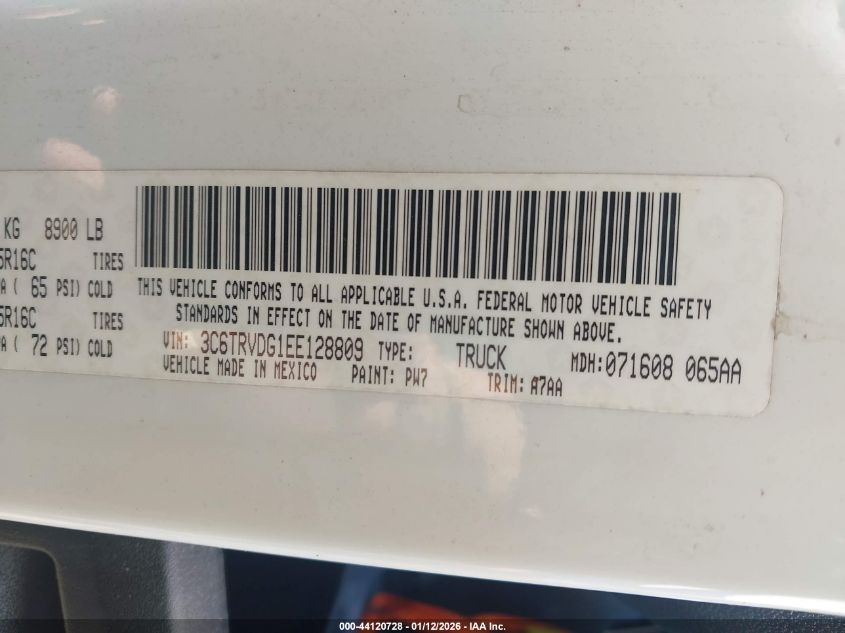 KG 8900 LB
5R16C TIRES
A ( 65 PSI) COLD
5R16C TIRES
A ( 72 PSI) COLD
THIS VEHICLE CONFORMS TO ALL APPLICABLE U.S.A. FEDERAL MOTOR VEHICLE SAFETY
STANDARDS IN EFFECT ON THE DATE OF MANUFACTURE SHOWN ABOVE.
VIN: 3C6TRVDG1EE128809 TYPE: TRUCK MDH:071608 065AA
VEHICLE MADE IN MEXICO PAINT: PW7 TRIM: A7AA
000-44120728 - 01/12/2026 - IAA Inc.